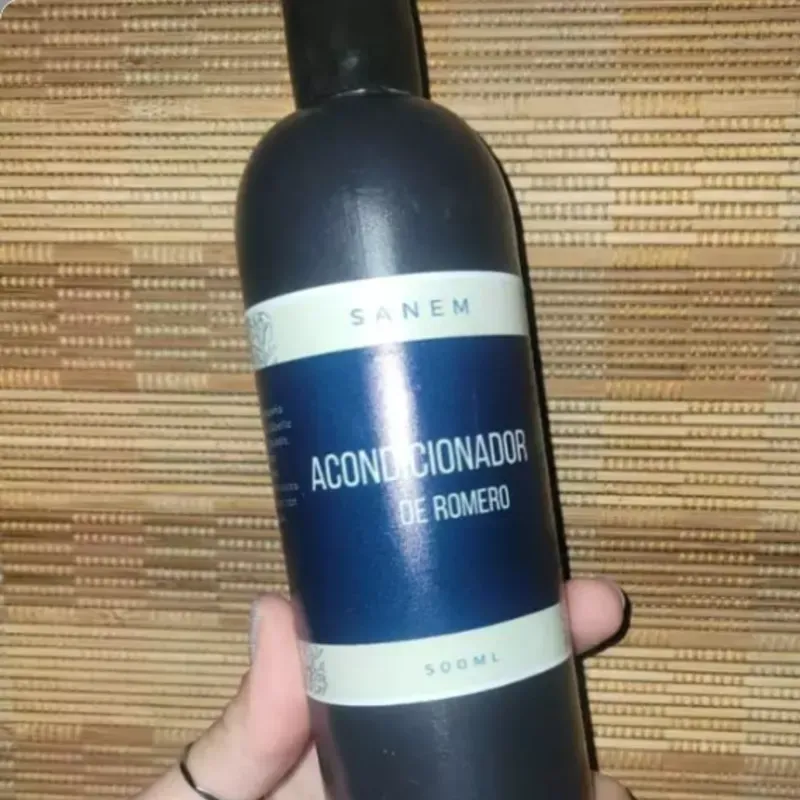 SANEM
ACONDICIONADOR
DE ROMERO
500ML